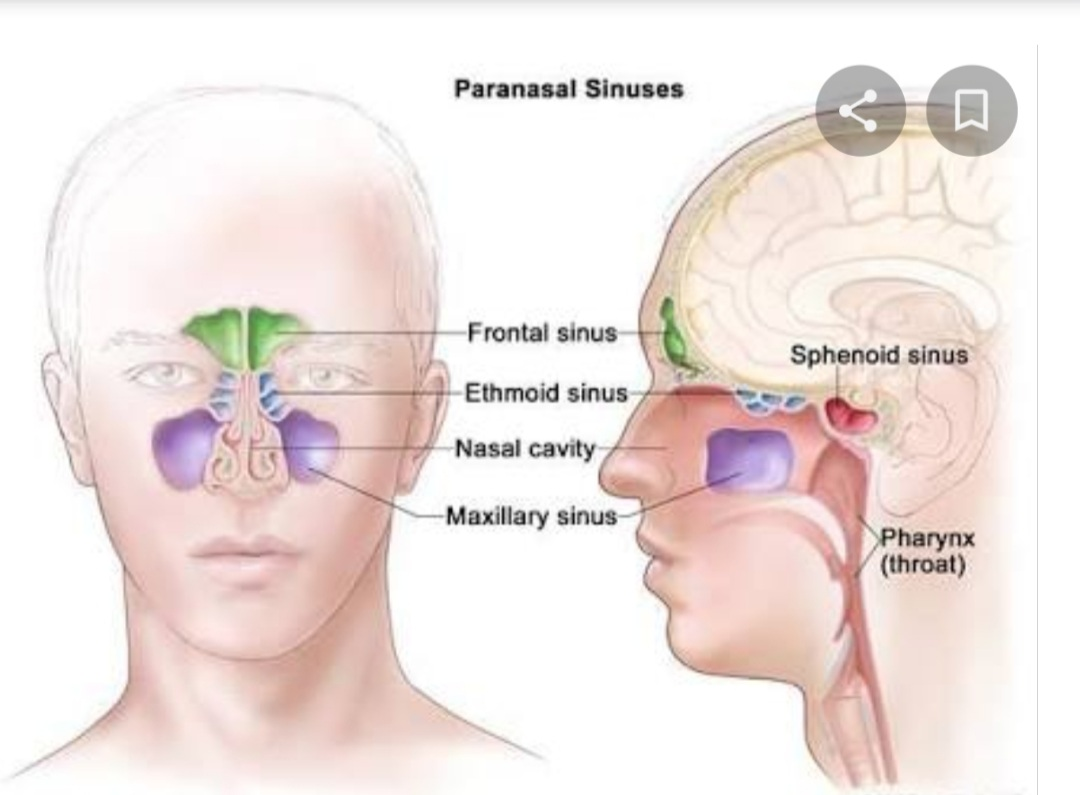 Paranasal Sinuses
Frontal sinus
Sphenoid sinus
Ethmoid sinus
Nasal cavity
Maxillary sinus
Pharynx
(throat)